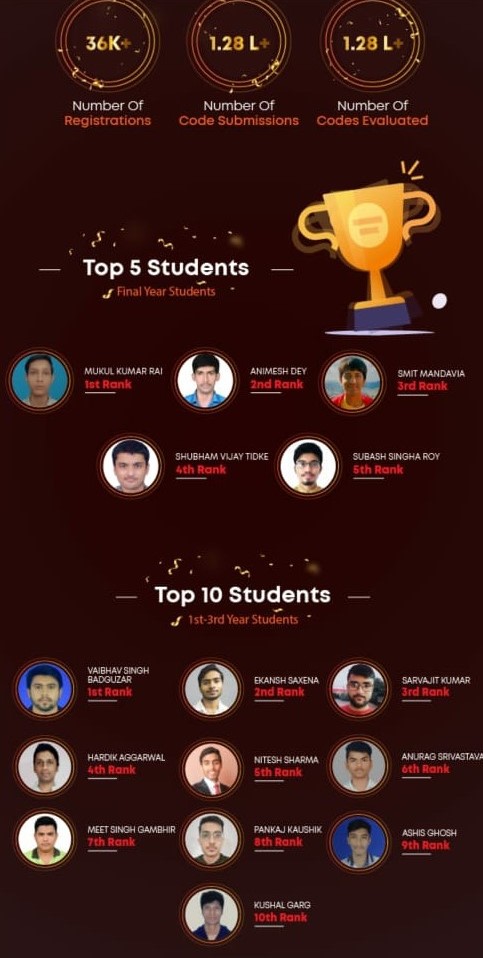 36K+
1.28 L+
1.28 L+
Number Of
Registrations
Number Of
Code Submissions
Number Of
Codes Evaluated
Top 5 Students
Final Year Students
MUKUL KUMAR RAI
1st Rank
ANIMESH DEY
2nd Rank
SMIT MANDAVIA
3rd Rank
SHUBHAM VIJAY TIDKE
4th Rank
SUBASH SINGHA ROY
5th Rank
Top 10 Students
1st-3rd Year Students
VAIBHAV SINGH
BADGUZAR
1st Rank
EKANSH SAXENA
2nd Rank
SARVAJIT KUMAR
3rd Rank
HARDIK AGGARWAL
4th Rank
NITESH SHARMA
5th Rank
ANURAG SRIVASTAVA
6th Rank
MEET SINGH GAMBHIR
7th Rank
PANKAJ KAUSHIK
8th Rank
ASHIS GHOSH
9th Rank
KUSHAL GARG
10th Rank